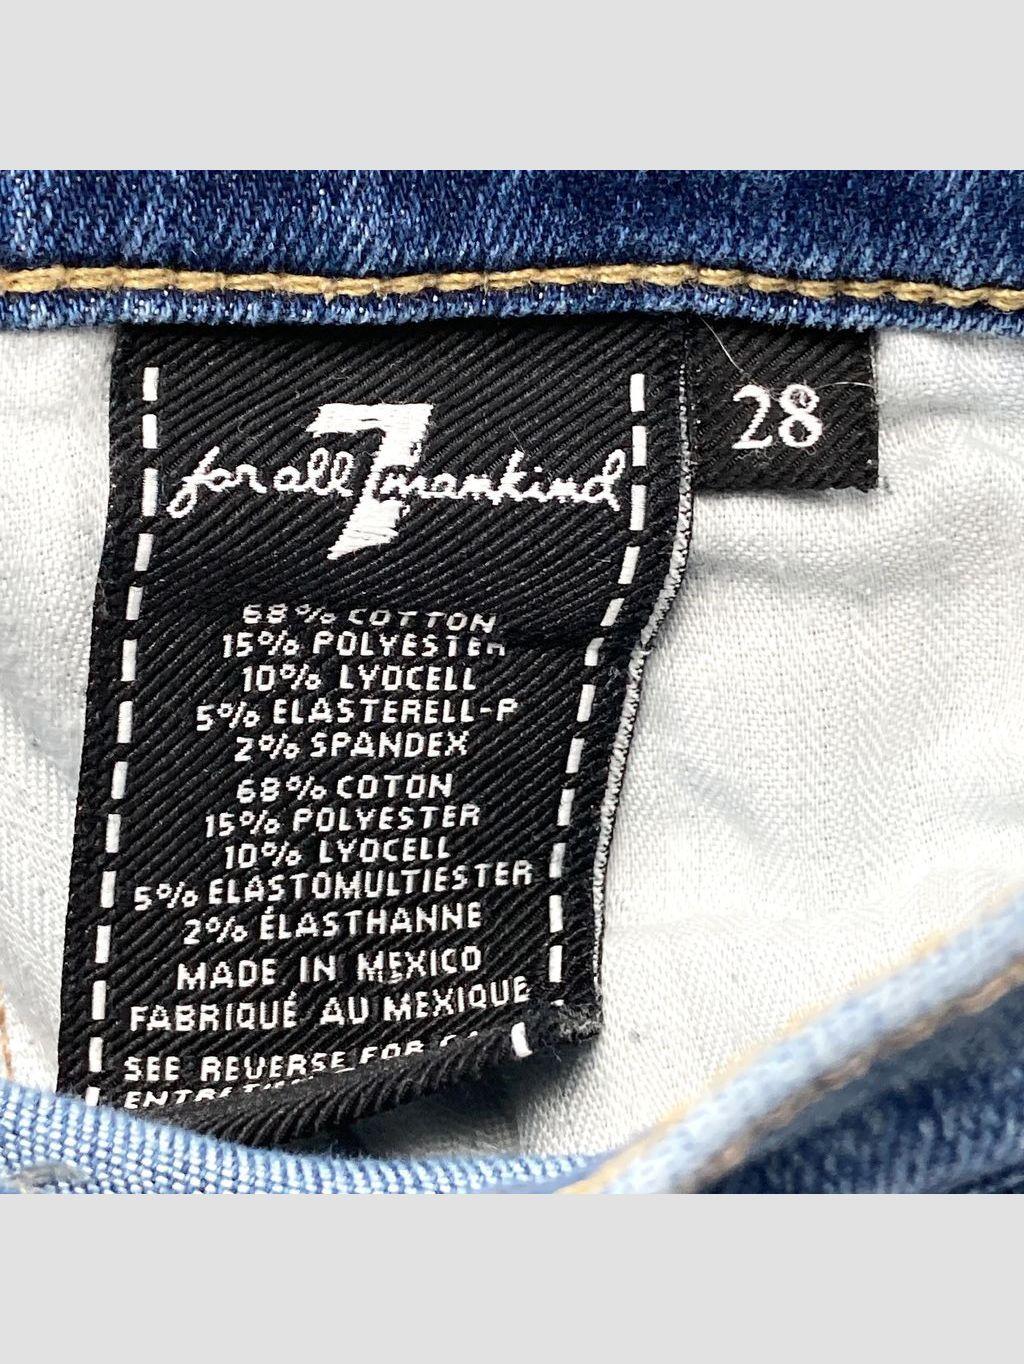 7
for all mankind
28
68% COTTON
15% POLYESTER
10% LYOCELL
5% ELASTERELL-P
2% SPANDEX
68% COTON
15% POLYESTER
10% LYOCELL
5% ELASTOMULTIESTER
2% ÉLASTHANNE
MADE IN MEXICO
FABRIQUÉ AU MEXIQUE
SEE REVERSE FOR